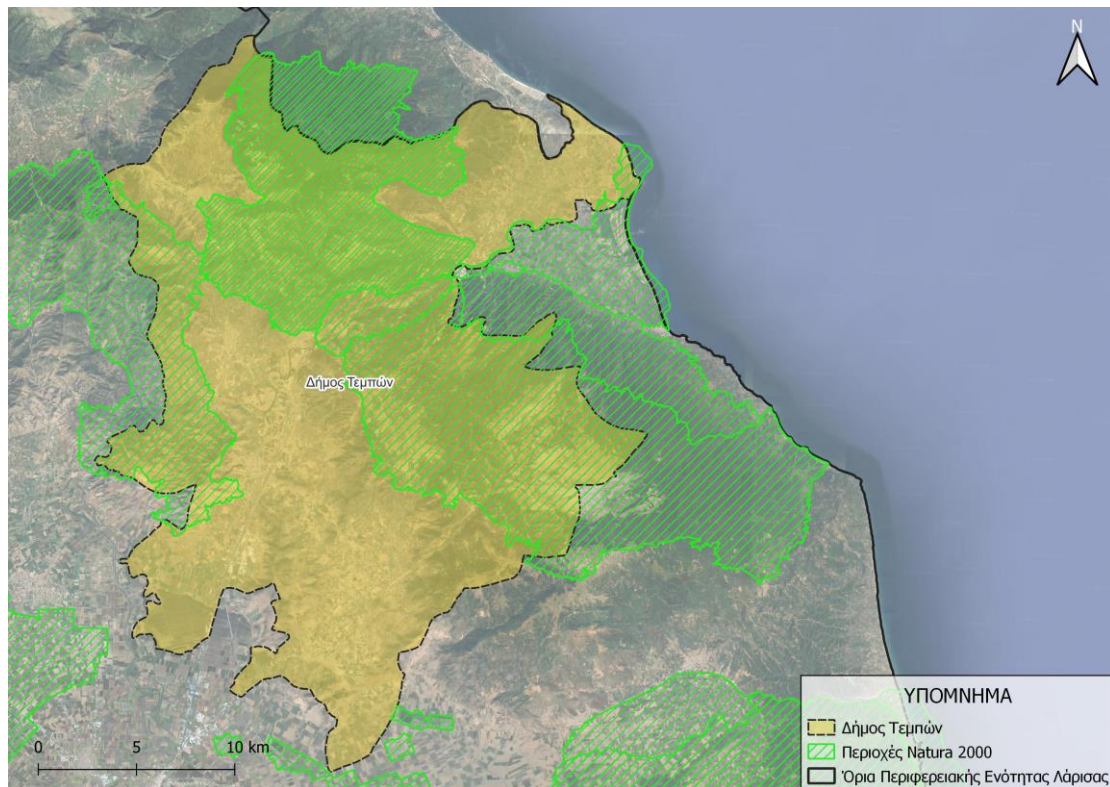 N
Δήμος Τεμπών
ΥΠΟΜΝΗΜΑ
Δήμος Τεμπών
Περιοχές Natura 2000
Όρια Περιφερειακής Ενότητας Λάρισας
0 5 10 km